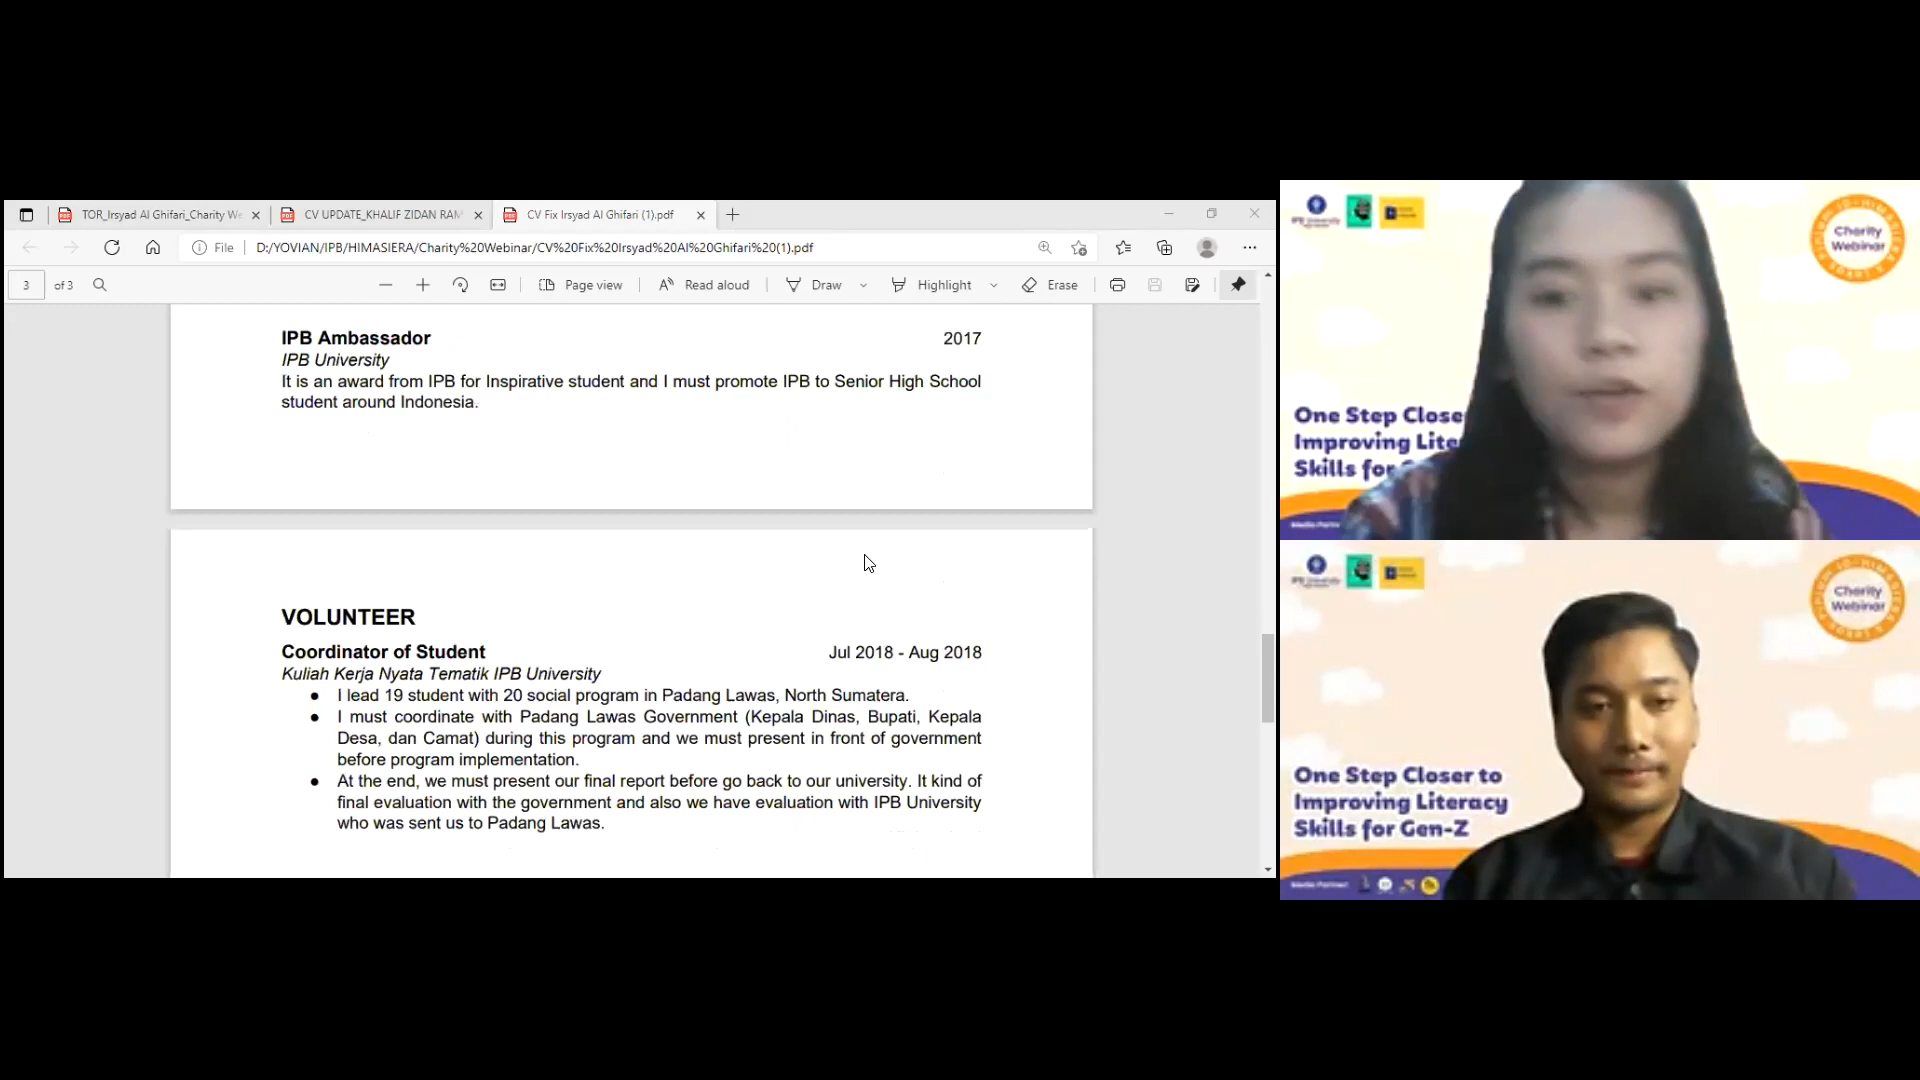 TOR_Irsyad Al Ghifari_Charity We
CV UPDATE_KHALIF ZIDAN RAM
CV Fix Irsyad Al Ghifari (1).pdf
File
D:/YOVIAN/IPB/HIMASIERA/Charity%20Webinar/CV%20Fix%20Irsyad%20Al%20Ghifari%20(1).pdf
3 of 3
Page view
Read aloud
Draw
Highlight
Erase
IPB Ambassador 2017
IPB University
It is an award from IPB for Inspirative student and I must promote IPB to Senior High School
student around Indonesia.
VOLUNTEER
Coordinator of Student Jul 2018 - Aug 2018
Kuliah Kerja Nyata Tematik IPB University
● I lead 19 student with 20 social program in Padang Lawas, North Sumatera.
● I must coordinate with Padang Lawas Government (Kepala Dinas, Bupati, Kepala
Desa, dan Camat) during this program and we must present in front of government
before program implementation.
● At the end, we must present our final report before go back to our university. It kind of
final evaluation with the government and also we have evaluation with IPB University
who was sent us to Padang Lawas.
IPB University
Charity
Webinar
One Step Close
Improving Lite
Skills for G
Media Partn
IPB University
Charity
Webinar
One Step Closer to
Improving Literacy
Skills for Gen-Z
Media Partner: